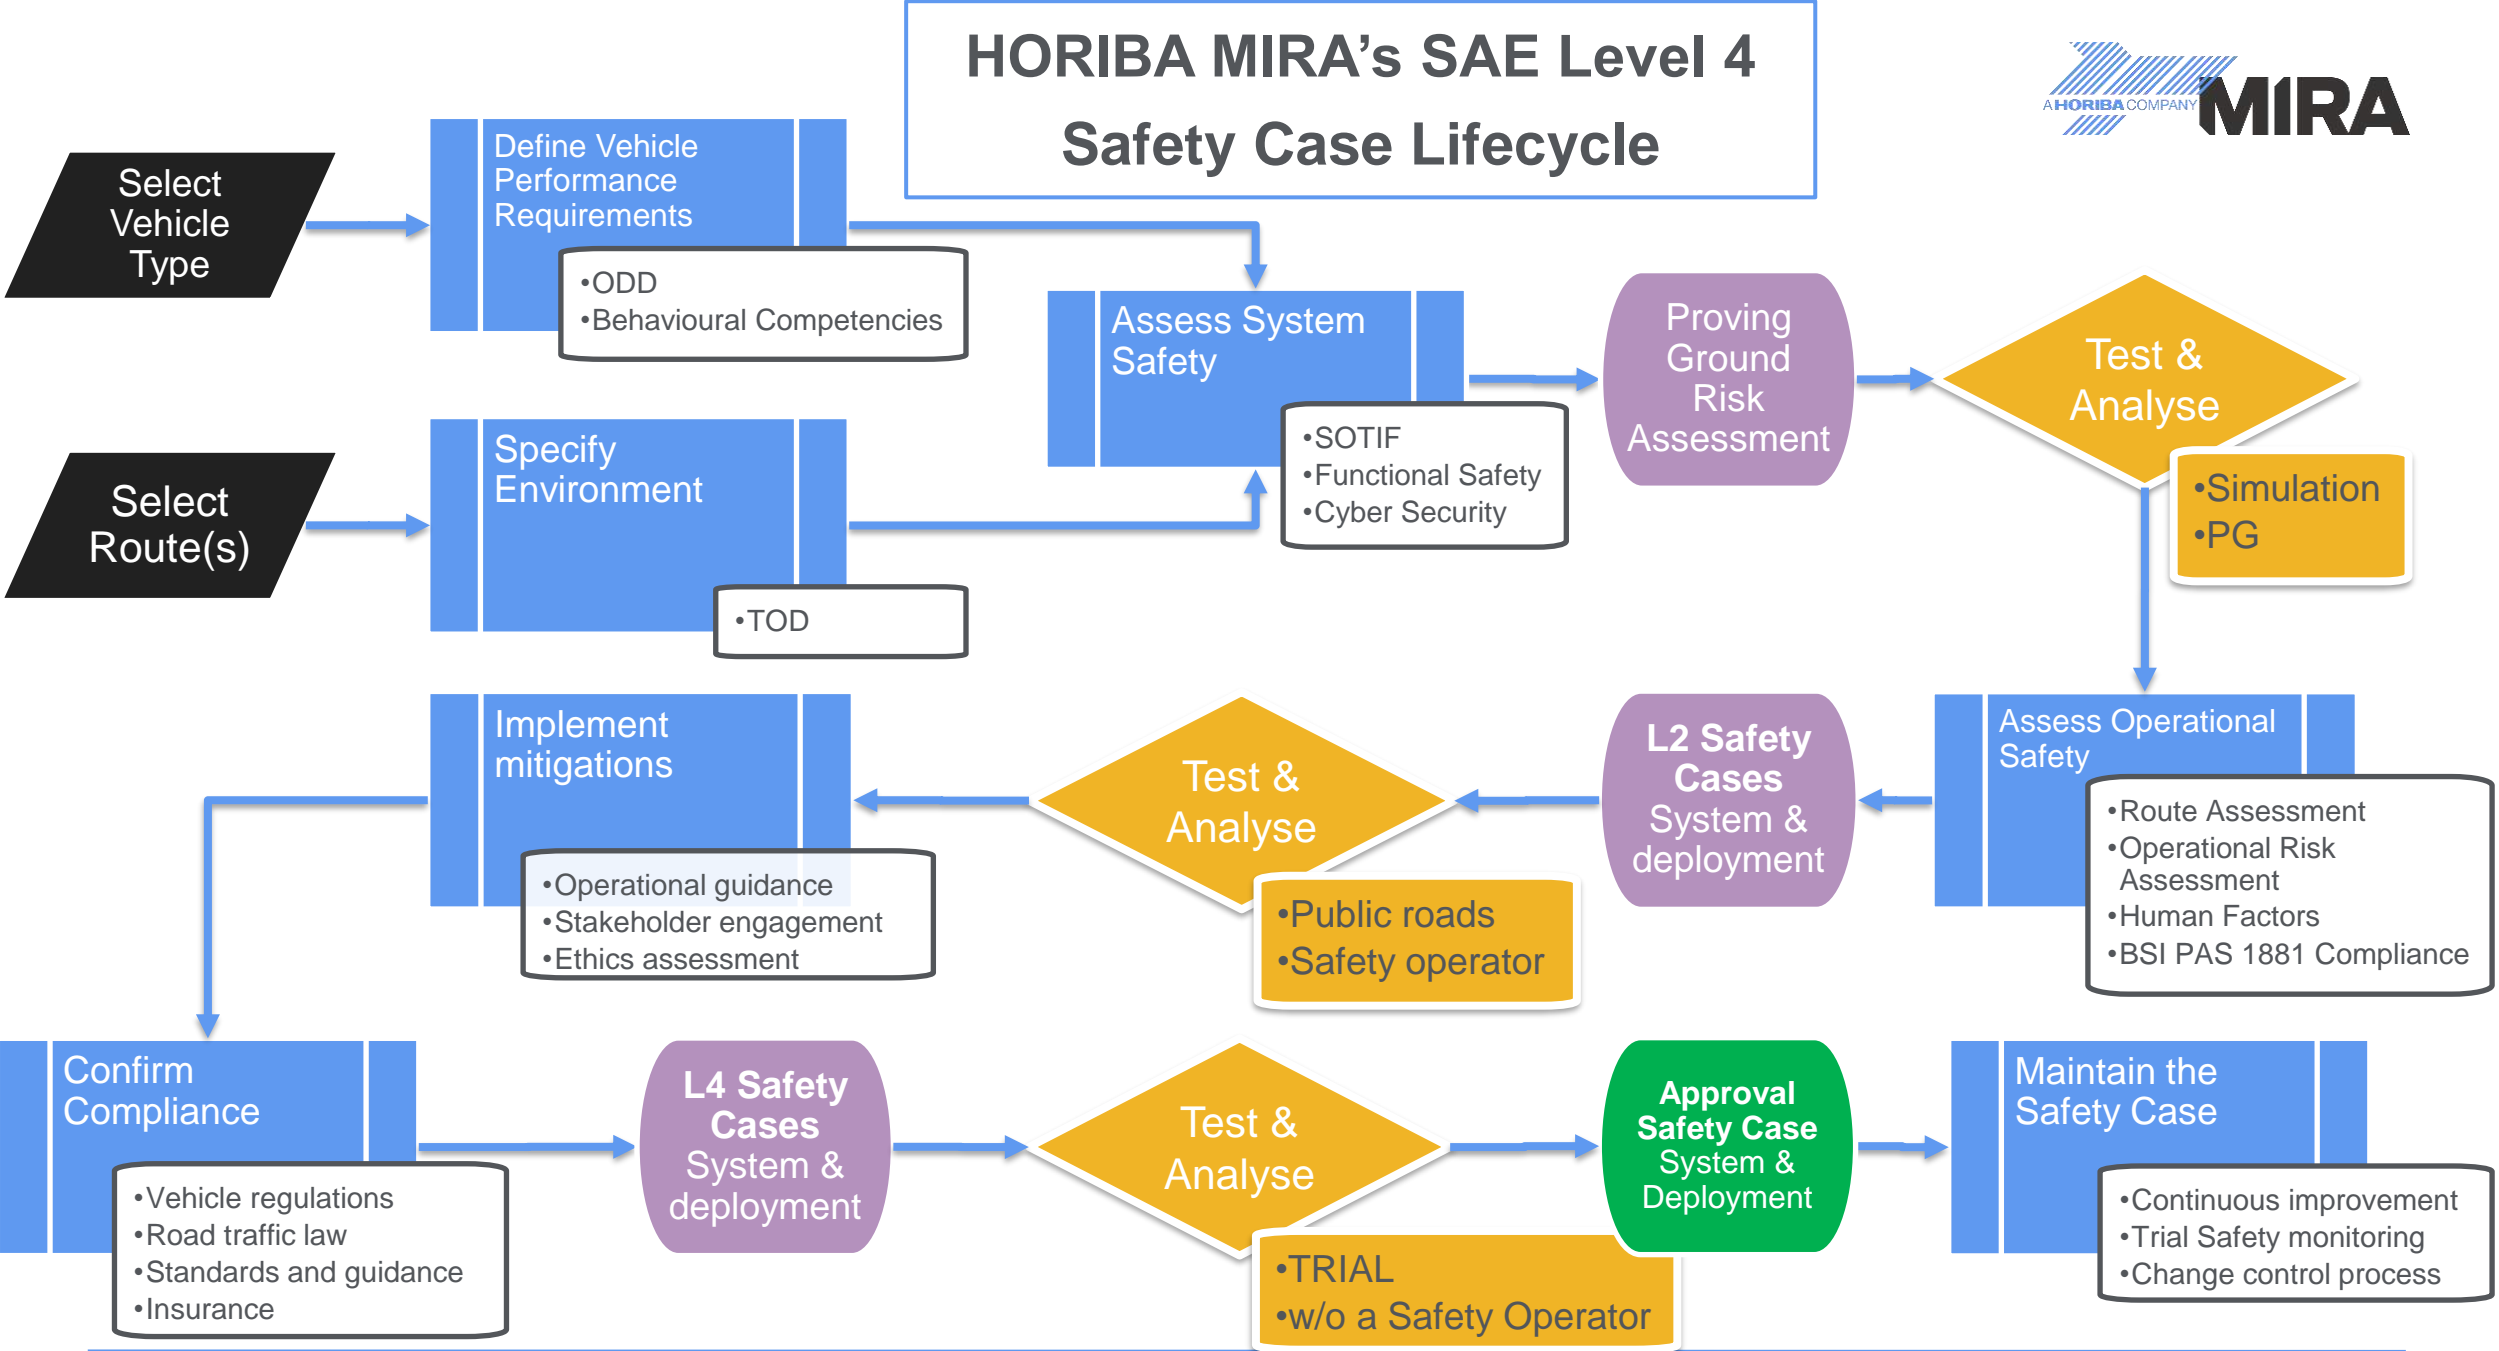 HORIBA MIRA's SAE Level 4
Safety Case Lifecycle
A HORIBA COMPANY
MIRA
Select
Vehicle
Type
Define Vehicle
Performance
Requirements
•ODD
•Behavioural Competencies
Select
Route(s)
Specify
Environment
•TOD
Assess System
Safety
•SOTIF
•Functional Safety
•Cyber Security
Proving
Ground
Risk
Assessment
Test &
Analyse
•Simulation
•PG
Assess Operational
Safety
•Route Assessment
•Operational Risk
Assessment
•Human Factors
•BSI PAS 1881 Compliance
L2 Safety
Cases
System &
deployment
Test &
Analyse
•Public roads
•Safety operator
Implement
mitigations
•Operational guidance
•Stakeholder engagement
•Ethics assessment
Confirm
Compliance
•Vehicle regulations
•Road traffic law
•Standards and guidance
•Insurance
L4 Safety
Cases
System &
deployment
Test &
Analyse
•TRIAL
•w/o a Safety Operator
Approval
Safety Case
System &
Deployment
Maintain the
Safety Case
•Continuous improvement
•Trial Safety monitoring
•Change control process